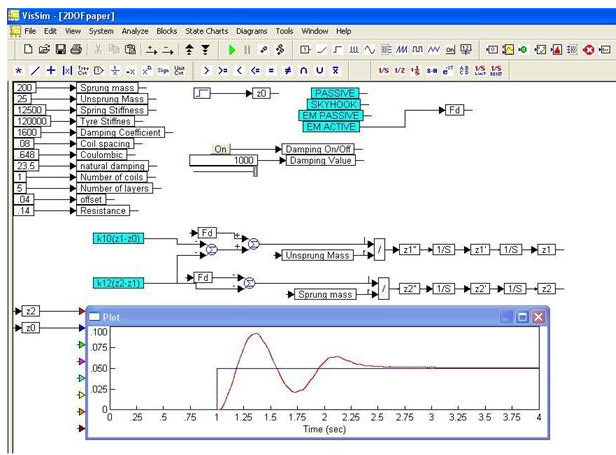 VisSim - [2DOFpaper]
File Edit View System Analyze Blocks State Charts Diagrams Tools Window Help
200 Sprung mass
25 Unsprung Mass
12500 Spring Stiffness
120000 Tyre Stiffnes
1600 Damping Coefficient
.08 Coil spacing
.648 Coulombic
23.5 natural damping
1 Number of coils
5 Number of layers
.04 offset
.14 Resistance
z0
PASSIVE
SKYHOOK
EM PASSIVE
EM ACTIVE
Fd
On Damping On/Off
1000 Damping Value
k10(z1-z0)
Fd
Unsprung Mass
z1" 1/S z1' 1/S z1
k12(z2-z1)
Fd
Sprung mass
z2" 1/S z2' 1/S z2
z2
z0
Plot
.100
.075
.050
.025
0
0 .25 .5 .75 1 1.25 1.5 1.75 2 2.25 2.5 2.75 3 3.25 3.5 3.75 4
Time (sec)